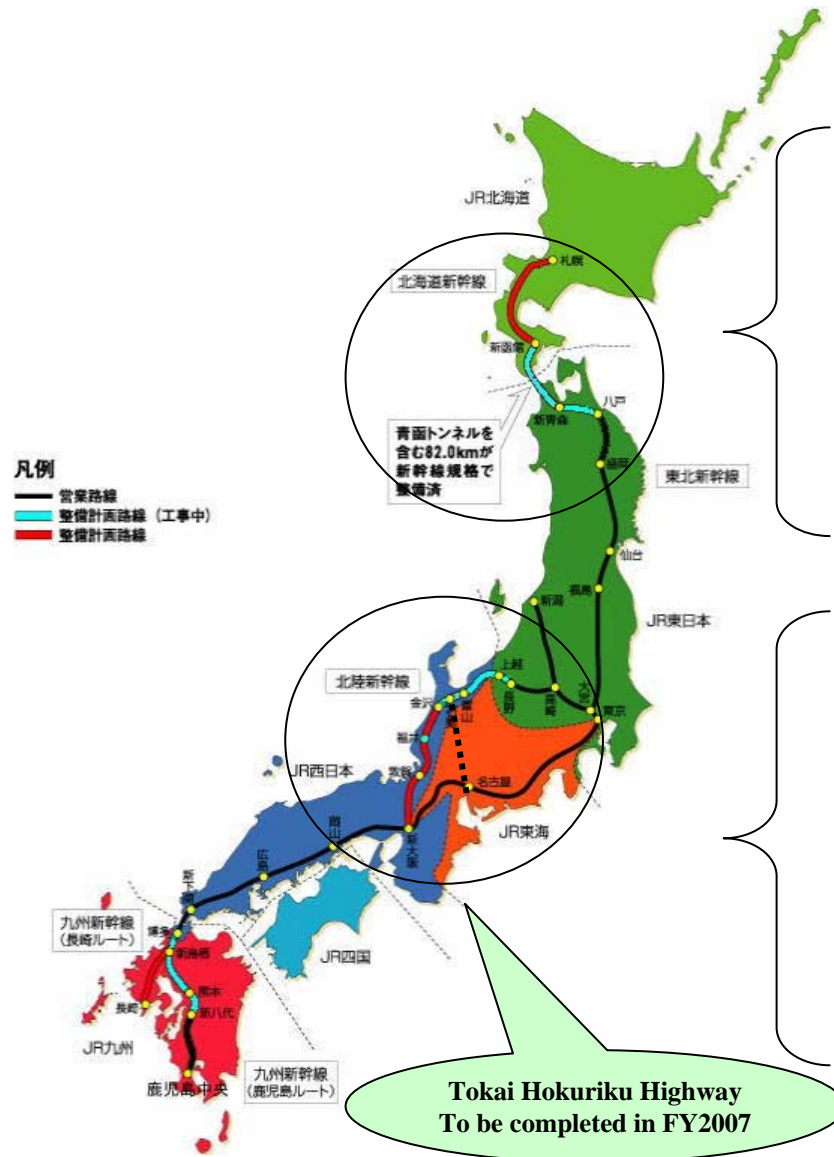 JR北海道
札幌
北海道新幹線
新函館
八戸
新青森
青函トンネルを
含む82.0kmが
新幹線規格で
整備済
盛岡
東北新幹線
凡例
営業路線
整備計画路線（工事中）
整備計画路線
仙台
新潟
福島
JR東日本
上越
北陸新幹線
金沢
富山
長野
高崎
大宮
東京
福井
敦賀
JR西日本
名古屋
新大阪
JR東海
岡山
広島
新下関
九州新幹線
（長崎ルート）
博多
新鳥栖
JR四国
熊本
長崎
新八代
JR九州
九州新幹線
（鹿児島ルート）
鹿児島中央
Tokai Hokuriku Highway
To be completed in FY2007